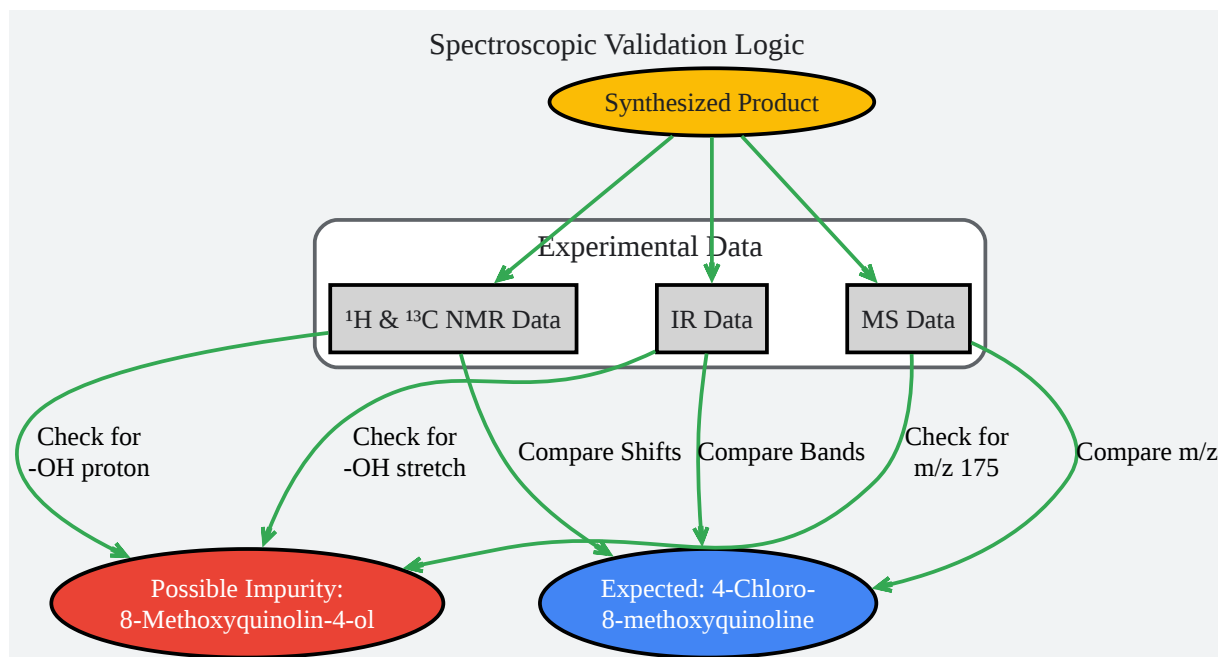 Spectroscopic Validation Logic
Synthesized Product
Experimental Data
¹H & ¹³C NMR Data
IR Data
MS Data
Check for
-OH proton
Check for
-OH stretch
Compare Shifts
Compare Bands
Check for
m/z 175
Compare m/z
Possible Impurity:
8-Methoxyquinolin-4-ol
Expected: 4-Chloro-
8-methoxyquinoline